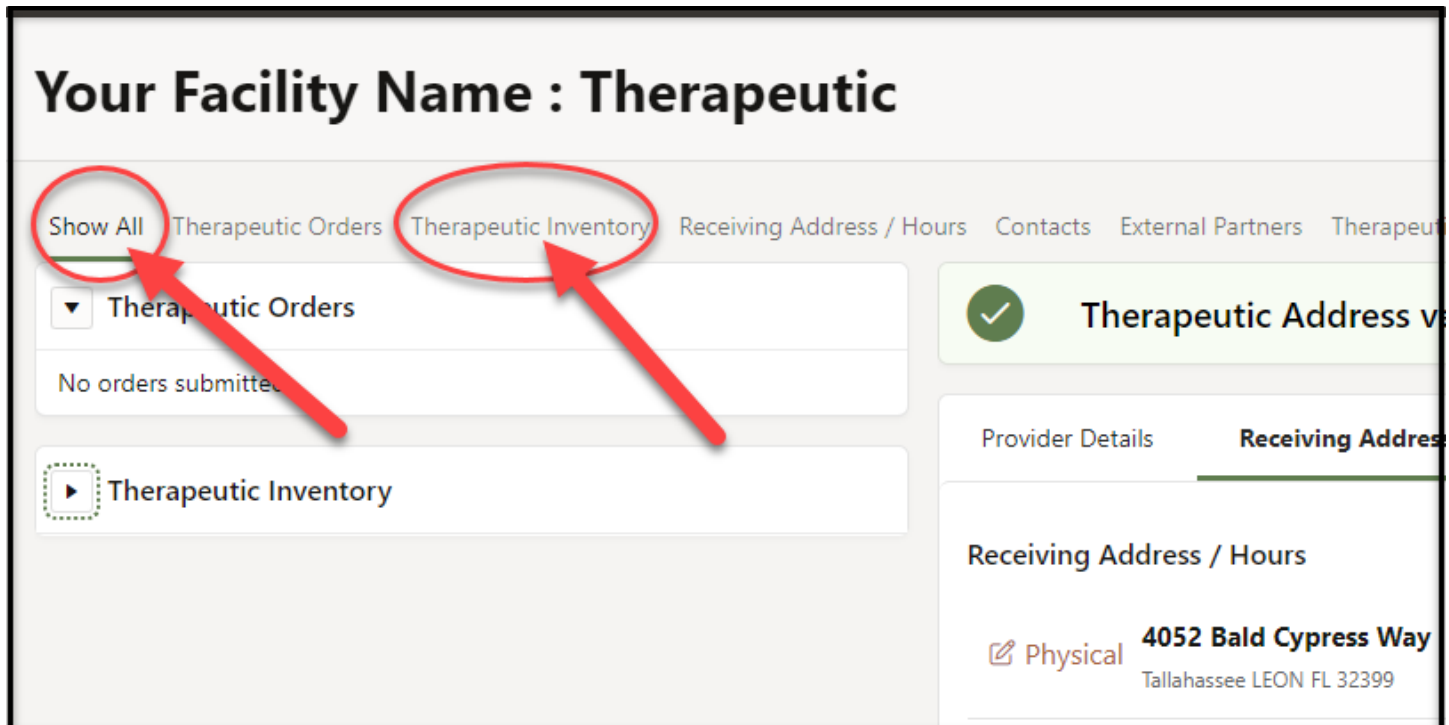 Your Facility Name : Therapeutic
Show All Therapeutic Orders Therapeutic Inventory Receiving Address / Hours Contacts External Partners
Therapeutic Orders
No orders submitted
Therapeutic Inventory
Therapeutic Address
Provider Details Receiving
Receiving Address / Hours
Physical 4052 Bald Cypress Way
Tallahassee LEON FL 32399